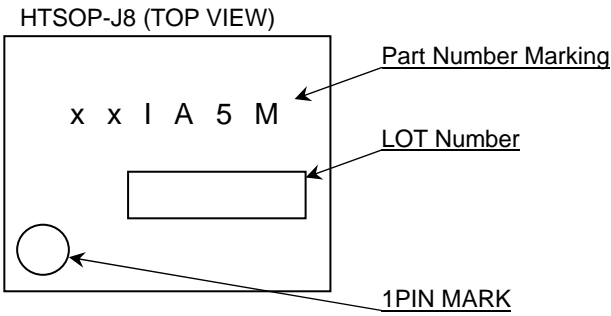 HTSOP-J8 (TOP VIEW)
Part Number Marking
x x I A 5 M
LOT Number
1PIN MARK